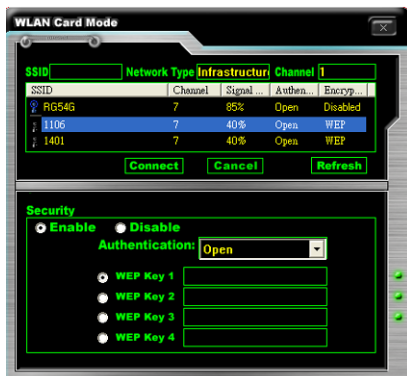 WLAN Card Mode
SSID Network Type Infrastructure Channel 1
SSID Channel Signal ... Authen... Encryp...
RG54G 7 85% Open Disabled
1106 7 40% Open WEP
1401 7 40% Open WEP
Connect Cancel Refresh
Security
Enable Disable
Authentication: Open
WEP Key 1
WEP Key 2
WEP Key 3
WEP Key 4